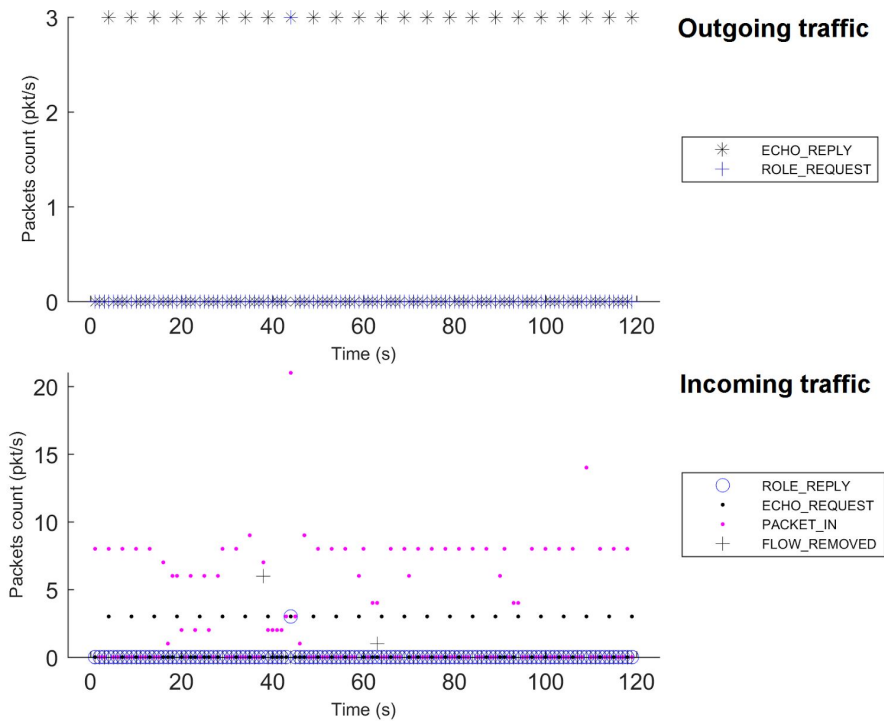 Outgoing traffic
Packets count (pkt/s)
3
2
1
0
0 20 40 60 80 100 120
Time (s)
ECHO_REPLY
ROLE_REQUEST
Incoming traffic
Packets count (pkt/s)
20
15
10
5
0
0 20 40 60 80 100 120
Time (s)
ROLE_REPLY
ECHO_REQUEST
PACKET_IN
FLOW_REMOVED